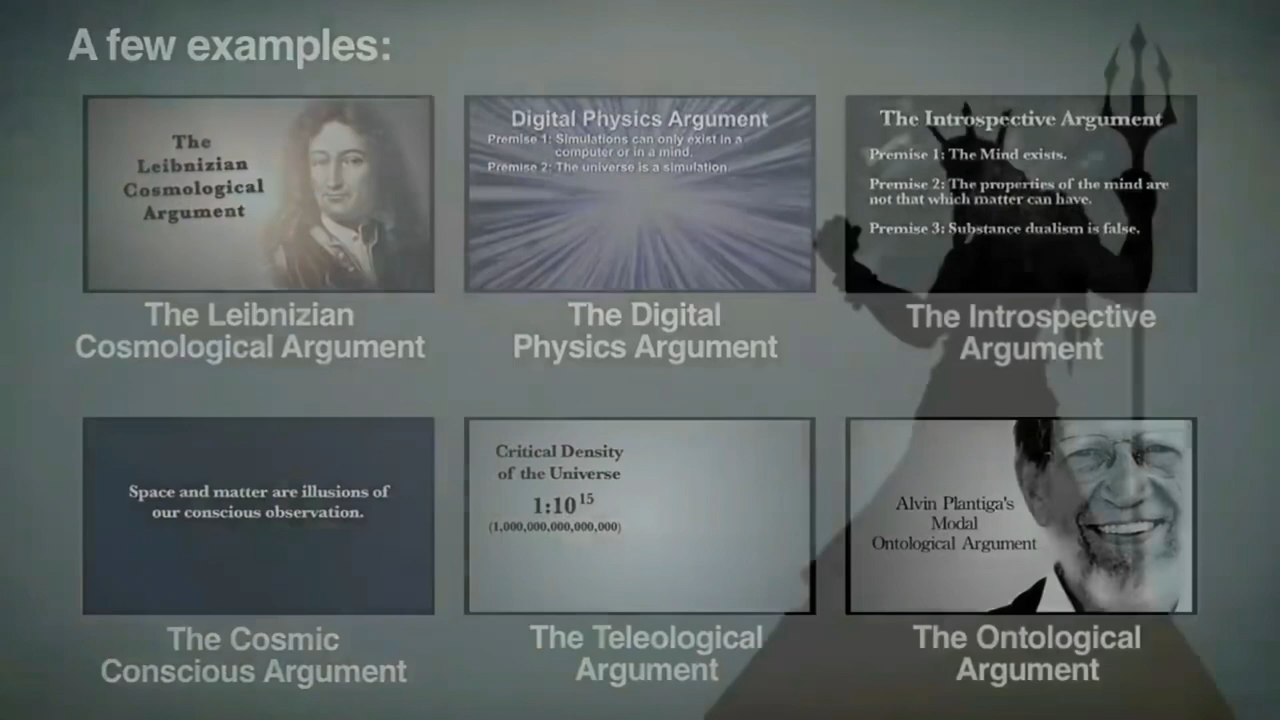 A few examples:
The
Leibnizian
Cosmological
Argument
The Leibnizian
Cosmological Argument
Digital Physics Argument
Premise 1: Simulations can only exist in a
computer or in a mind.
Premise 2: The universe is a simulation.
The Digital
Physics Argument
The Introspective Argument
Premise 1: The Mind exists.
Premise 2: The properties of the mind are
not that which matter can have.
Premise 3: Substance dualism is false.
The Introspective
Argument
Space and matter are illusions of
our conscious observation.
The Cosmic
Conscious Argument
Critical Density
of the Universe
1:10^15
(1,000,000,000,000,000)
The Teleological
Argument
Alvin Plantiga's
Modal
Ontological Argument
The Ontological
Argument